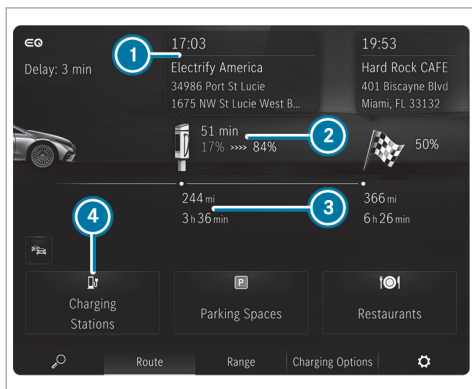 EQ
Delay: 3 min
1
17:03
Electrify America
34986 Port St Lucie
1675 NW St Lucie West B...
19:53
Hard Rock CAFE
401 Biscayne Blvd
Miami, FL 33132
51 min
17% »»» 84%
2
50%
244 mi
3 h 36 min
3
366 mi
6 h 26 min
4
Charging
Stations
P
Parking Spaces
Restaurants
Route
Range
Charging Options